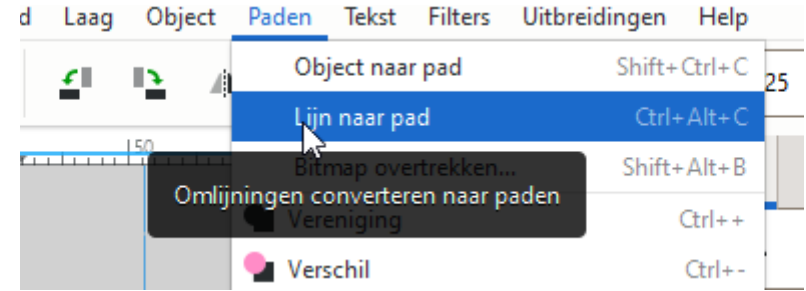 Laag Object Paden Tekst Filters Uitbreidingen Help
Object naar pad Shift+Ctrl+C
25
Lijn naar pad Ctrl+Alt+C
50
Bitmap overtrekken... Shift+Alt+B
Omlijningen converteren naar paden
Vereniging Ctrl++
Verschil Ctrl+-